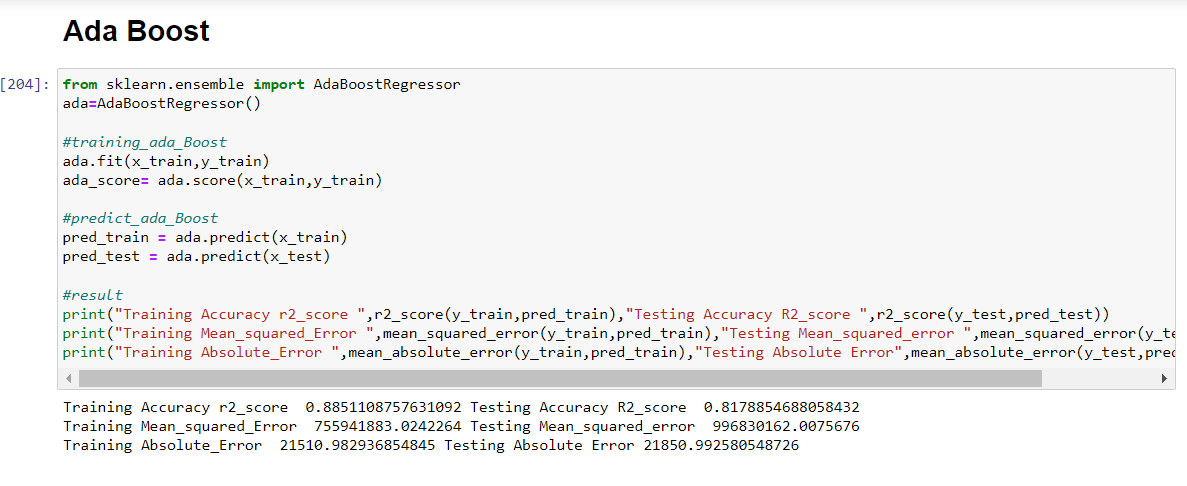 Ada Boost
[204]:
from sklearn.ensemble import AdaBoostRegressor
ada=AdaBoostRegressor()
#training_ada_Boost
ada.fit(x_train,y_train)
ada_score= ada.score(x_train,y_train)
#predict_ada_Boost
pred_train = ada.predict(x_train)
pred_test = ada.predict(x_test)
#result
print("Training Accuracy r2_score ",r2_score(y_train,pred_train),"Testing Accuracy R2_score ",r2_score(y_test,pred_test))
print("Training Mean_squared_Error ",mean_squared_error(y_train,pred_train),"Testing Mean_squared_error ",mean_squared_error(y_te
print("Training Absolute_Error ",mean_absolute_error(y_train,pred_train),"Testing Absolute Error",mean_absolute_error(y_test,pred
Training Accuracy r2_score  0.8851108757631092 Testing Accuracy R2_score  0.8178854688058432
Training Mean_squared_Error  755941883.0242264 Testing Mean_squared_error  996830162.0075676
Training Absolute_Error  21510.982936854845 Testing Absolute Error 21850.992580548726